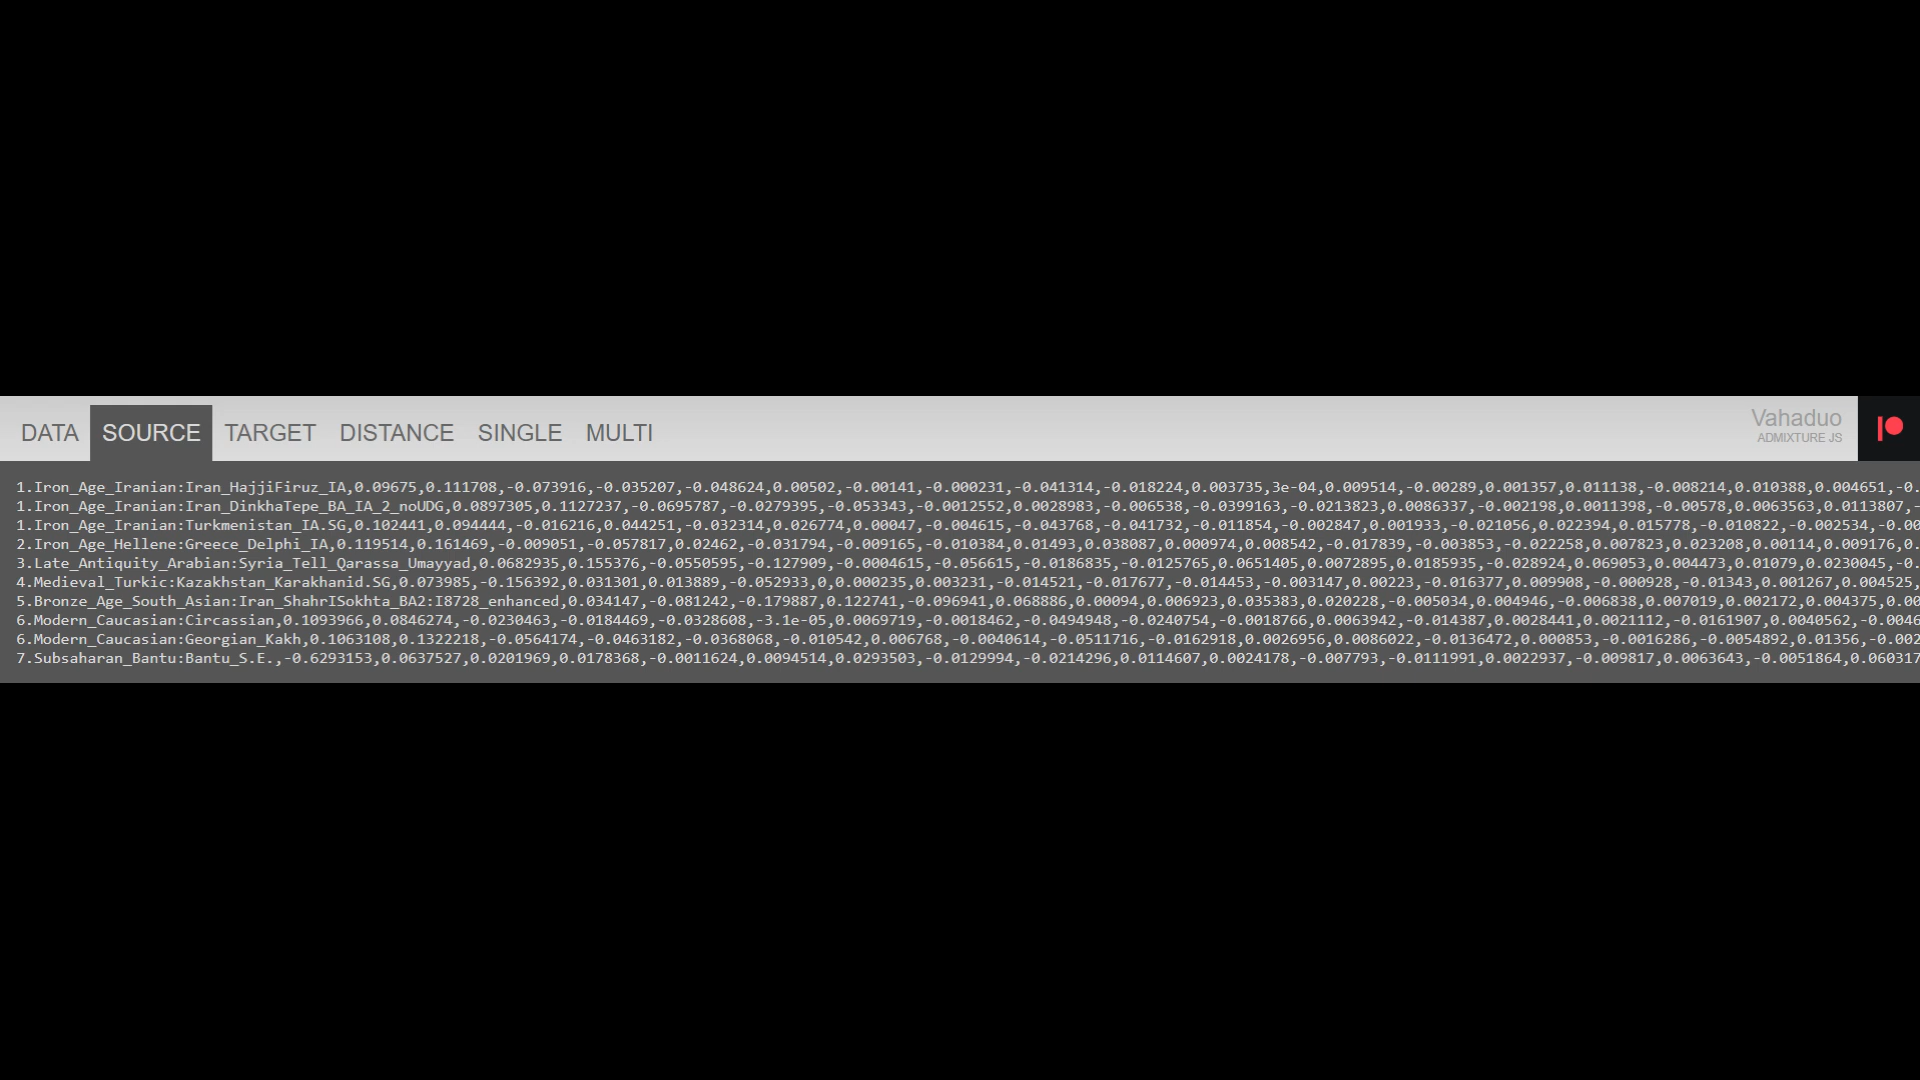 DATA SOURCE TARGET DISTANCE SINGLE MULTI
Vahaduo
ADMIXTURE JS
1.Iron_Age_Iranian:Iran_HajjiFiruz_IA,0.09675,0.111708,-0.073916,-0.035207,-0.048624,0.00502,-0.00141,-0.000231,-0.041314,-0.018224,0.003735,3e-04,0.009514,-0.00289,0.001357,0.011138,-0.008214,0.010388,0.004651,-0.
1.Iron_Age_Iranian:Iran_DinkhaTepe_BA_IA_2_noUDG,0.0897305,0.1127237,-0.0695787,-0.0279395,-0.053343,-0.0012552,0.0028983,-0.006538,-0.0399163,-0.0213823,0.0086337,-0.002198,0.0011398,-0.00578,0.0063563,0.0113807,-
1.Iron_Age_Iranian:Turkmenistan_IA.SG,0.102441,0.094444,-0.016216,0.044251,-0.032314,0.026774,0.00047,-0.004615,-0.043768,-0.041732,-0.011854,-0.002847,0.001933,-0.021056,0.022394,0.015778,-0.010822,-0.002534,-0.00
2.Iron_Age_Hellene:Greece_Delphi_IA,0.119514,0.161469,-0.009051,-0.057817,0.02462,-0.031794,-0.009165,-0.010384,0.01493,0.038087,0.000974,0.008542,-0.017839,-0.003853,-0.022258,0.007823,0.023208,0.00114,0.009176,0.
3.Late_Antiquity_Arabian:Syria_Tell_Qarassa_Umayyad,0.0682935,0.155376,-0.0550595,-0.127909,-0.0004615,-0.056615,-0.0186835,-0.0125765,0.0651405,0.0072895,0.0185935,-0.028924,0.069053,0.004473,0.01079,0.0230045,-0.
4.Medieval_Turkic:Kazakhstan_Karakhanid.SG,0.073985,-0.156392,0.031301,0.013889,-0.052933,0,0.000235,0.003231,-0.014521,-0.017677,-0.014453,-0.003147,0.00223,-0.016377,0.009908,-0.000928,-0.01343,0.001267,0.004525,
5.Bronze_Age_South_Asian:Iran_ShahrISokhta_BA2:I8728_enhanced,0.034147,-0.081242,-0.179887,0.122741,-0.096941,0.068886,0.00094,0.006923,0.035383,0.020228,-0.005034,0.004946,-0.006838,0.007019,0.002172,0.004375,0.00
6.Modern_Caucasian:Circassian,0.1093966,0.0846274,-0.0230463,-0.0184469,-0.0328608,-3.1e-05,0.0069719,-0.0018462,-0.0494948,-0.0240754,-0.0018766,0.0063942,-0.014387,0.0028441,0.0021112,-0.0161907,0.0040562,-0.0046
6.Modern_Caucasian:Georgian_Kakh,0.1063108,0.1322218,-0.0564174,-0.0463182,-0.0368068,-0.010542,0.006768,-0.0040614,-0.0511716,-0.0162918,0.0026956,0.0086022,-0.0136472,0.000853,-0.0016286,-0.0054892,0.01356,-0.002
7.Subsaharan_Bantu:Bantu_S.E.,-0.6293153,0.0637527,0.0201969,0.0178368,-0.0011624,0.0094514,0.0293503,-0.0129994,-0.0214296,0.0114607,0.0024178,-0.007793,-0.0111991,0.0022937,-0.009817,0.0063643,-0.0051864,0.060317